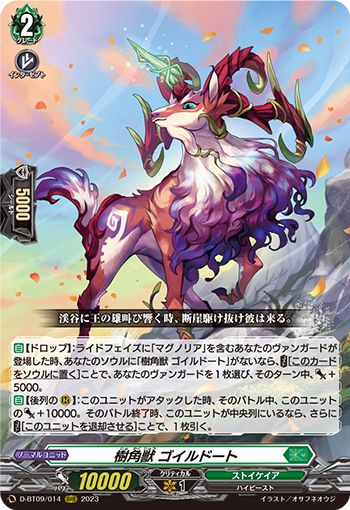 2
グレード
インターセプト
5000
シールド
渓谷に王の雄叫び響く時、断崖駆け抜け彼は来る。
自【ドロップ】：ライドフェイズに「マグノリア」を含むあなたのヴァンガードが
登場した時、あなたのソウルに「樹角獣 ゴイルドート」がないなら、[このカード
をソウルに置く]ことで、あなたのヴァンガードを１枚選び、そのターン中、＋
5000。
自【後列の】：このユニットがアタックした時、そのバトル中、このユニット
の＋10000。そのバトル終了時、このユニットが中央列にいるなら、さらに
[このユニットを退却させる]ことで、１枚引く。
ノーマルユニット
樹角獣 ゴイルドート
パワー
10000
クリティカル
1
ストイケイア
ハイビースト
D-BT09/014 RRR 2023
イラスト／オサフネオウジ